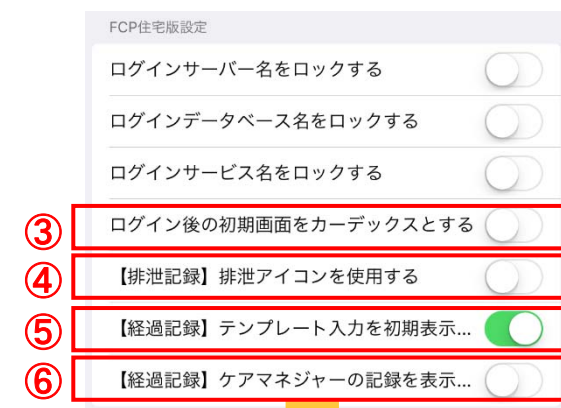 FCP住宅版設定
ログインサーバー名をロックする
ログインデータベース名をロックする
ログインサービス名をロックする
③ ログイン後の初期画面をカーデックスとする
④ 【排泄記録】排泄アイコンを使用する
⑤ 【経過記録】テンプレート入力を初期表示...
⑥ 【経過記録】ケアマネジャーの記録を表示...